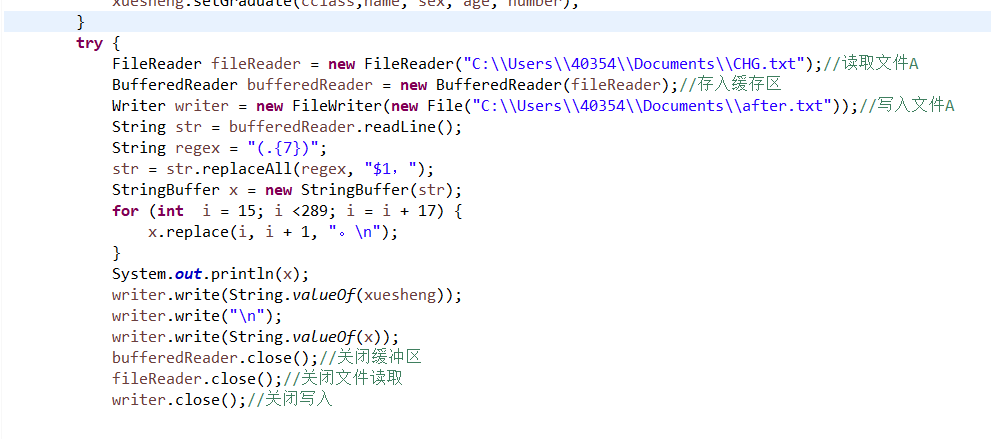 xuesheng.setGraduate(cclass,name, sex, age, number);
}
try {
FileReader fileReader = new FileReader("C:\\Users\\40354\\Documents\\CHG.txt");//读取文件A
BufferedReader bufferedReader = new BufferedReader(fileReader);//存入缓存区
Writer writer = new FileWriter(new File("C:\\Users\\40354\\Documents\\after.txt"));//写入文件A
String str = bufferedReader.readLine();
String regex = "(.{7})";
str = str.replaceAll(regex, "$1，");
StringBuffer x = new StringBuffer(str);
for (int  i = 15; i <289; i = i + 17) {
x.replace(i, i + 1, "。\n");
}
System.out.println(x);
writer.write(String.valueOf(xuesheng));
writer.write("\n");
writer.write(String.valueOf(x));
bufferedReader.close();//关闭缓冲区
fileReader.close();//关闭文件读取
writer.close();//关闭写入